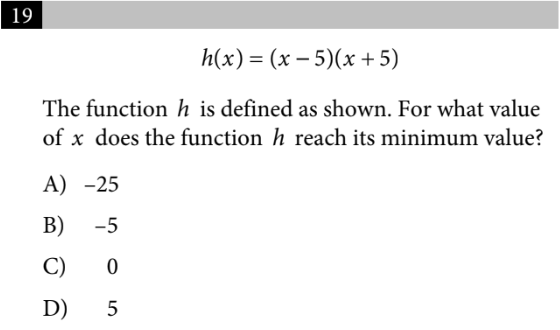 19
h(x) = (x – 5)(x + 5)
The function h is defined as shown. For what value
of x does the function h reach its minimum value?
A) –25
B) –5
C) 0
D) 5